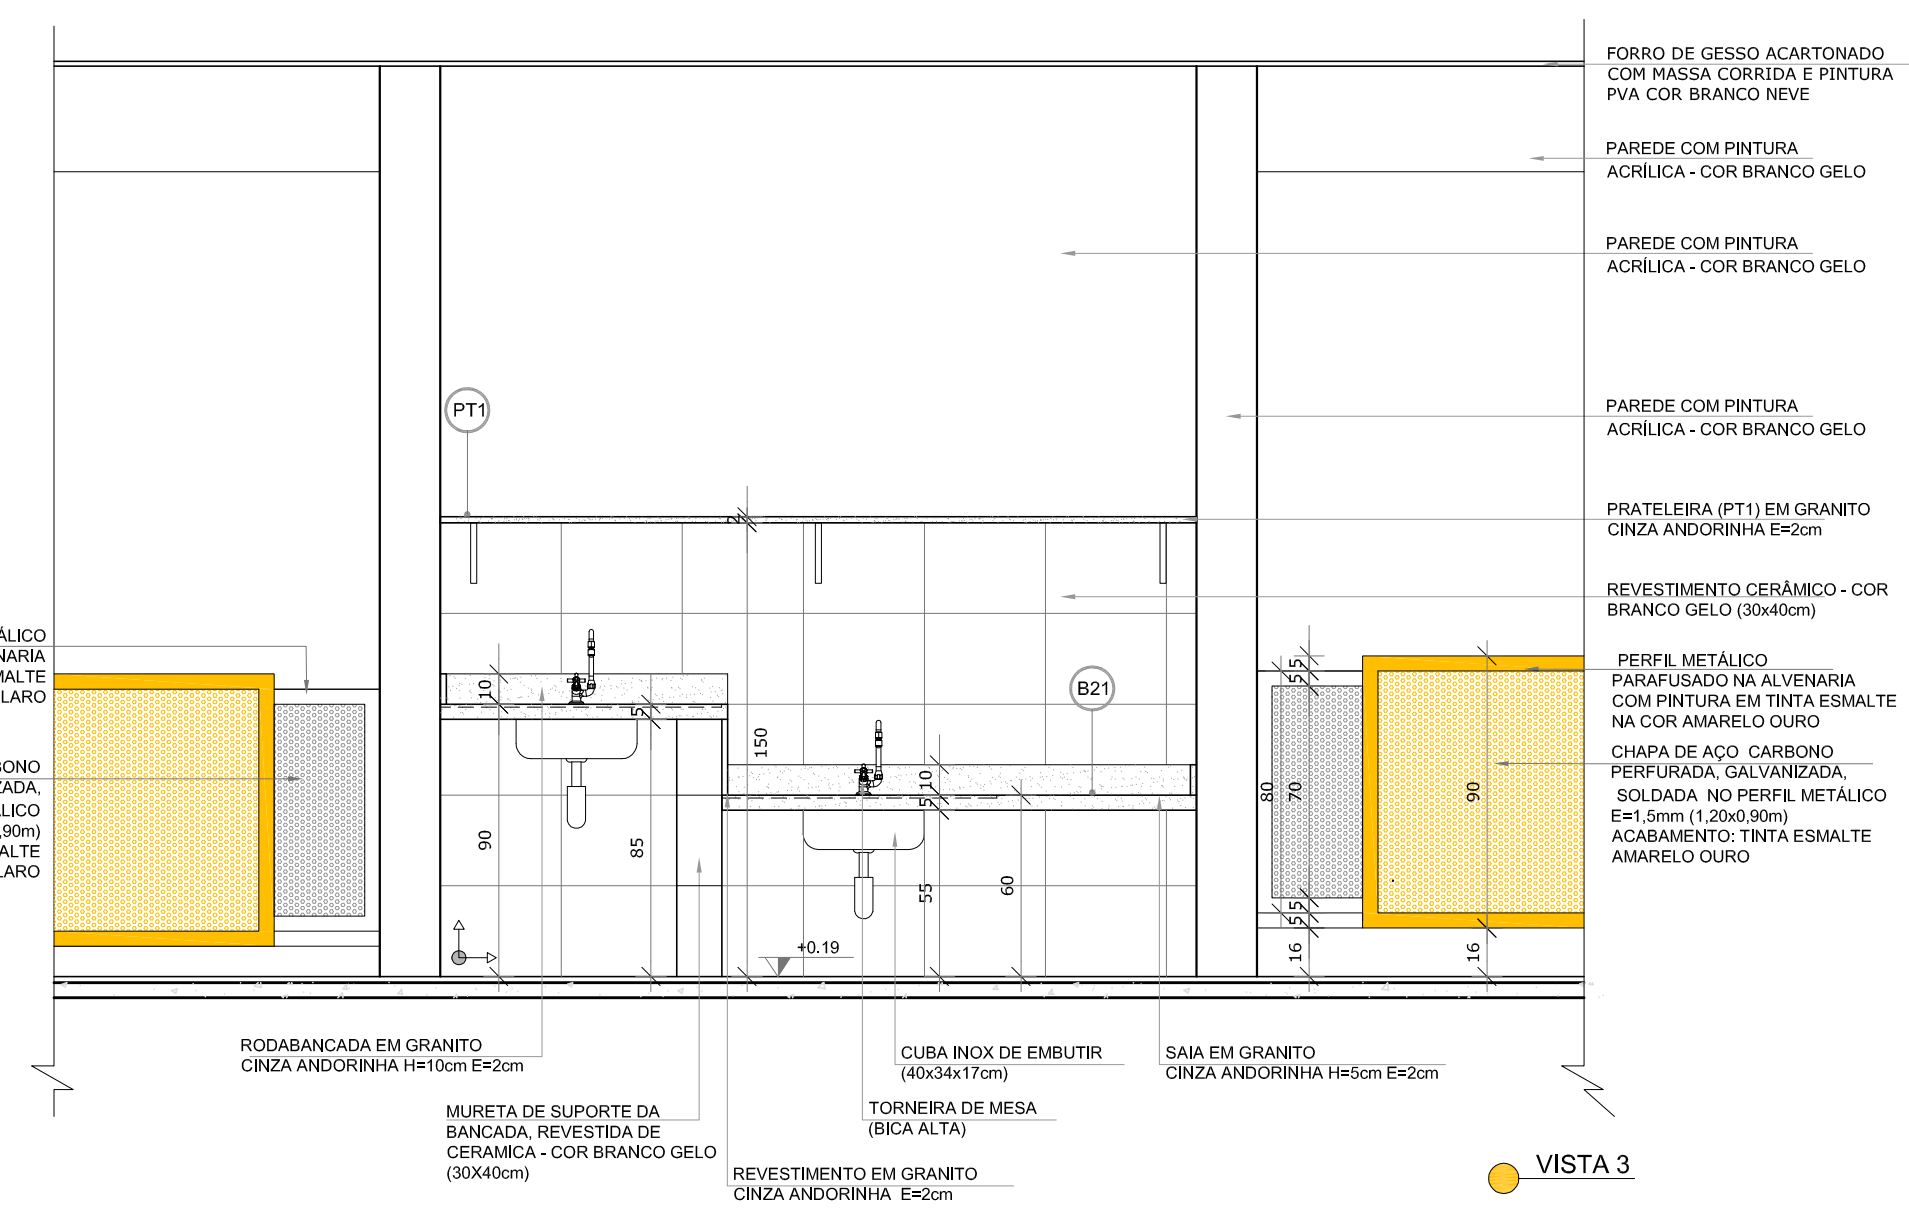 FORRO DE GESSO ACARTONADO
COM MASSA CORRIDA E PINTURA
PVA COR BRANCO NEVE
PAREDE COM PINTURA
ACRÍLICA - COR BRANCO GELO
PAREDE COM PINTURA
ACRÍLICA - COR BRANCO GELO
PAREDE COM PINTURA
ACRÍLICA - COR BRANCO GELO
PRATELEIRA (PT1) EM GRANITO
CINZA ANDORINHA E=2cm
REVESTIMENTO CERÂMICO - COR
BRANCO GELO (30x40cm)
PERFIL METÁLICO
PARAFUSADO NA ALVENARIA
COM PINTURA EM TINTA ESMALTE
NA COR AMARELO OURO
CHAPA DE AÇO CARBONO
PERFURADA, GALVANIZADA,
SOLDADA NO PERFIL METÁLICO
E=1,5mm (1,20x0,90m)
ACABAMENTO: TINTA ESMALTE
AMARELO OURO
ÁLICO
NARIA
MALTE
LARO
BONO
ZADA,
ÁLICO
,90m)
MALTE
LARO
PT1
B21
2
10
5
90
85
150
10
5
55
60
+0.19
80
5
5
70
5
5
16
90
16
RODABANCADA EM GRANITO
CINZA ANDORINHA H=10cm E=2cm
MURETA DE SUPORTE DA
BANCADA, REVESTIDA DE
CERAMICA - COR BRANCO GELO
(30X40cm)
REVESTIMENTO EM GRANITO
CINZA ANDORINHA E=2cm
TORNEIRA DE MESA
(BICA ALTA)
CUBA INOX DE EMBUTIR
(40x34x17cm)
SAIA EM GRANITO
CINZA ANDORINHA H=5cm E=2cm
VISTA 3